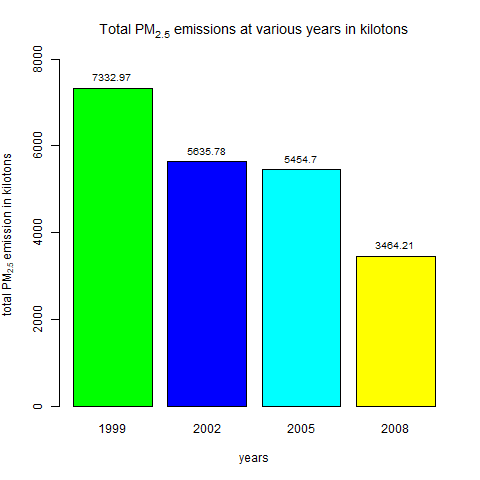 Total PM2.5 emissions at various years in kilotons
total PM2.5 emission in kilotons
8000
6000
4000
2000
0
7332.97
5635.78
5454.7
3464.21
1999 2002 2005 2008
years